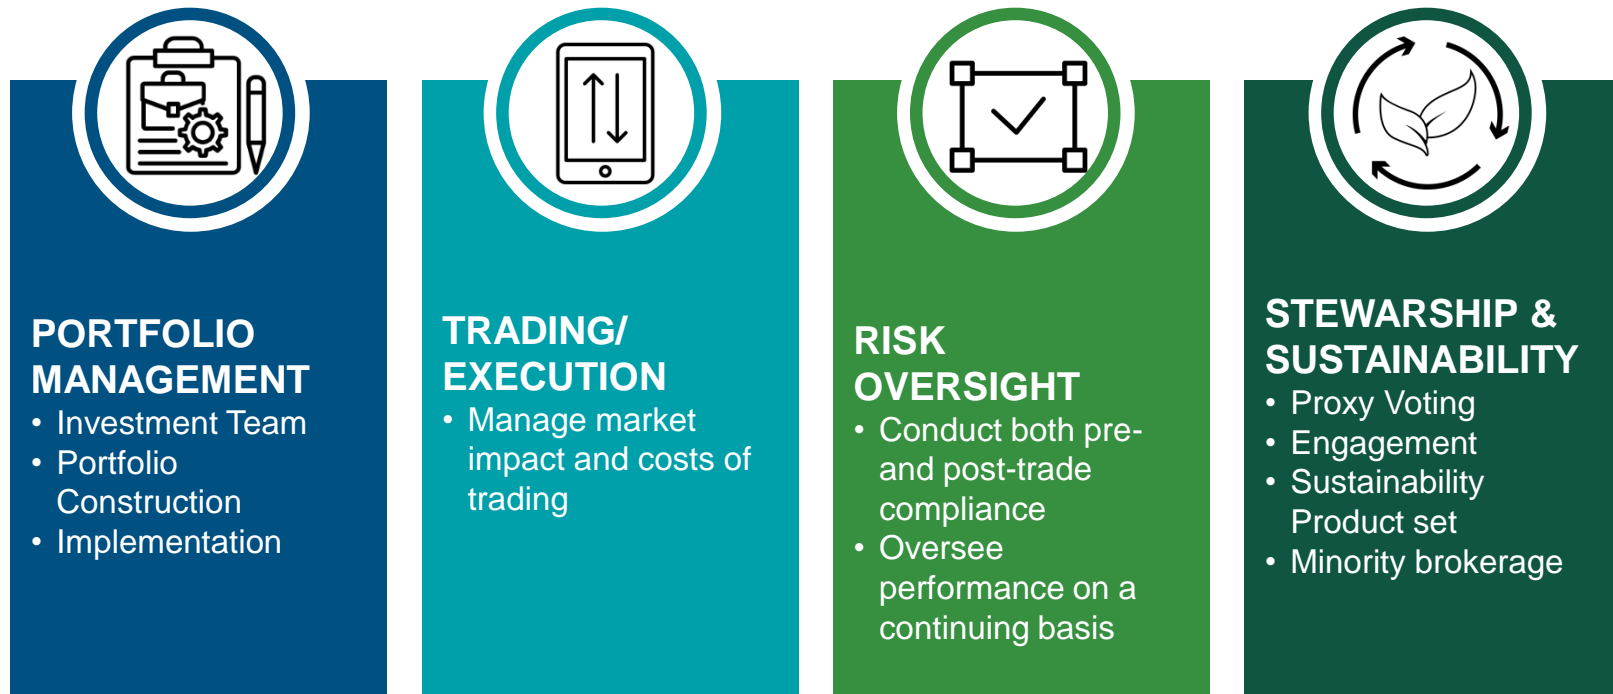 PORTFOLIO
MANAGEMENT
• Investment Team
• Portfolio
Construction
• Implementation
TRADING/
EXECUTION
• Manage market
impact and costs of
trading
RISK
OVERSIGHT
• Conduct both pre-
and post-trade
compliance
• Oversee
performance on a
continuing basis
STEWARSHIP &
SUSTAINABILITY
• Proxy Voting
• Engagement
• Sustainability
Product set
• Minority brokerage